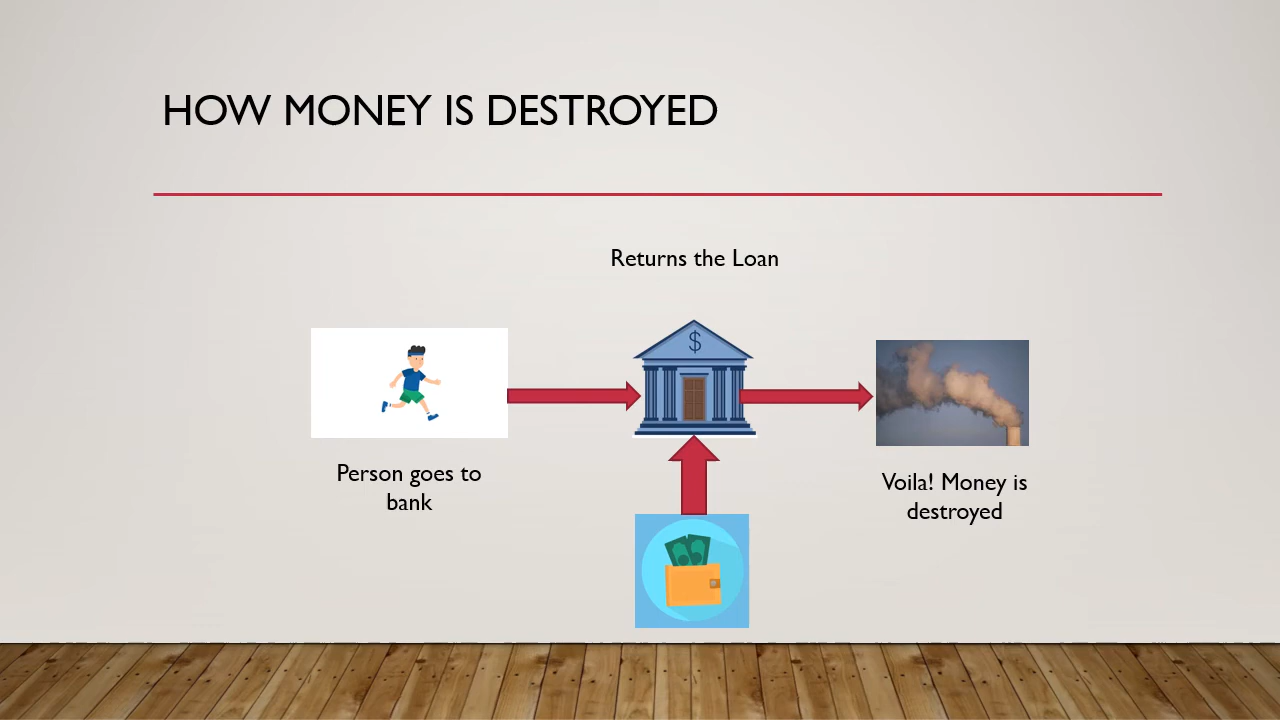 HOW MONEY IS DESTROYED
Returns the Loan
$
Person goes to
bank
Voila! Money is
destroyed